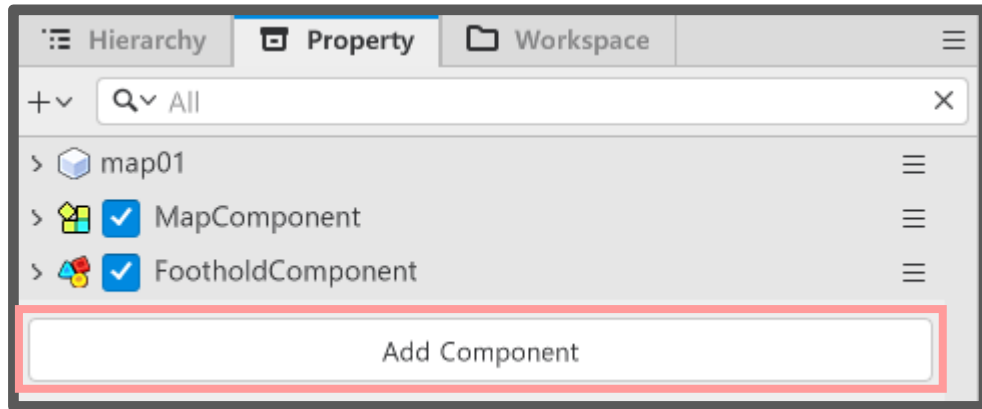 Hierarchy Property Workspace
All
map01
MapComponent
FootholdComponent
Add Component